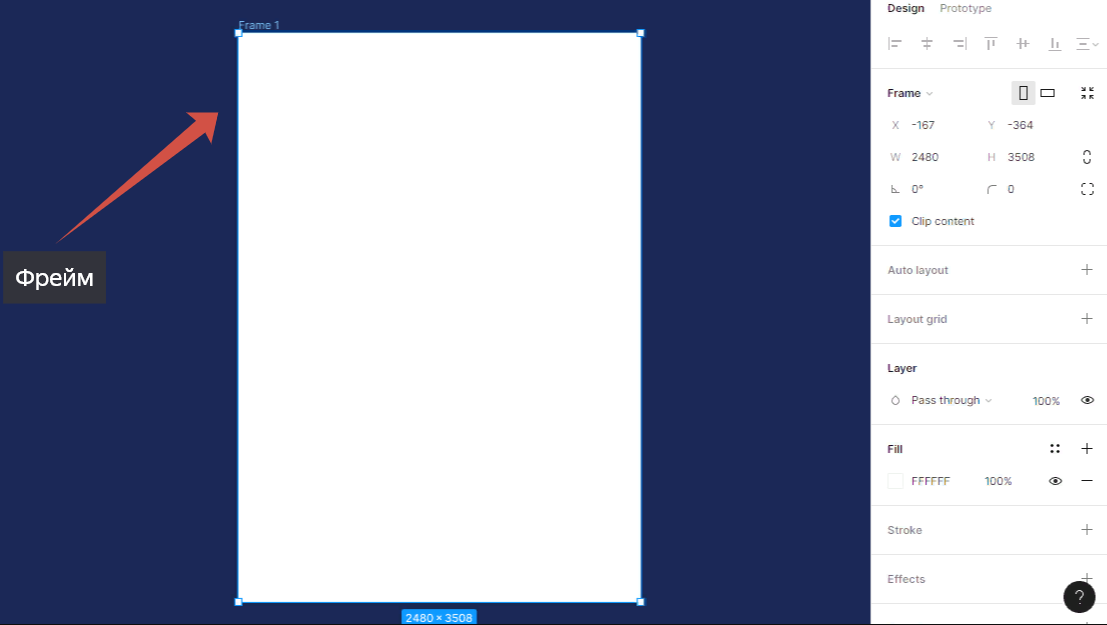 Design Prototype
Frame 1
Frame
X -167 Y -364
W 2480 H 3508
0° 0
Clip content
Фрейм
Auto layout
Layout grid
Layer
Pass through 100%
Fill
FFFFFF 100%
Stroke
Effects
?
2480 × 3508